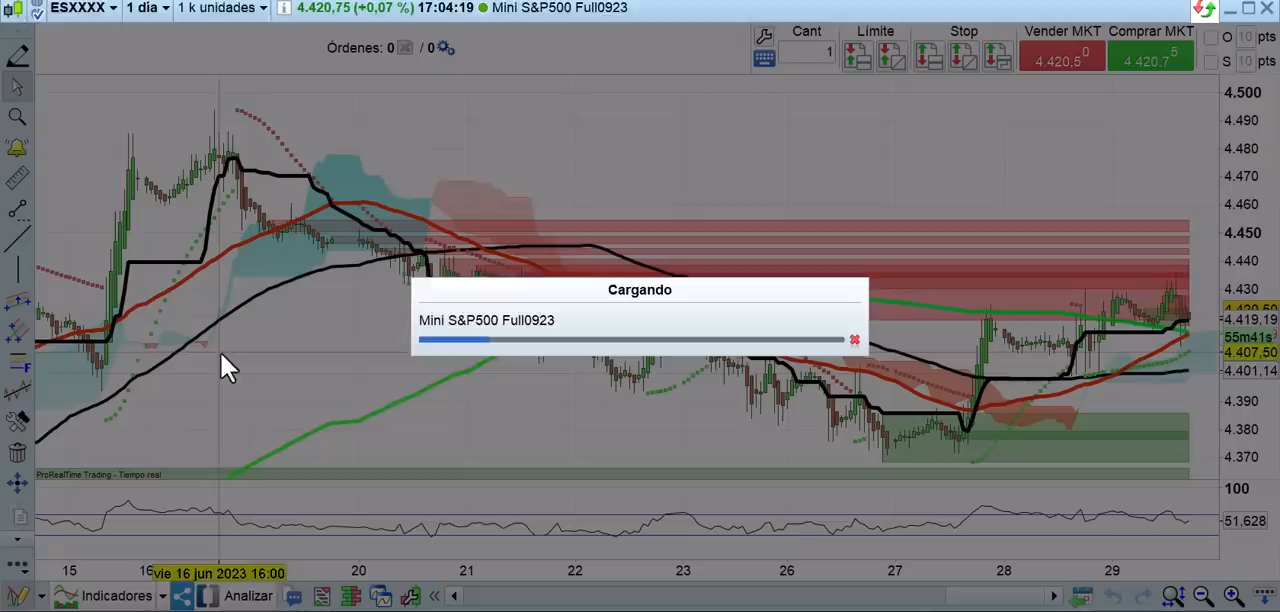 ESXXXX 1 día 1 k unidades 4.420,75 (+0,07 %) 17:04:19 Mini S&P500 Full0923
Órdenes: 0 / 0
Cant Límite Stop Vender MKT Comprar MKT O 10 pts
1 4.420,5 0 4.420,7 5 S 10 pts
4.500
4.490
4.480
4.470
4.460
4.450
4.440
4.430
4.420,50
4.419,19
55m41s
4.407,50
4.401,14
4.390
4.380
4.370
Cargando
Mini S&P500 Full0923
ProRealTime Trading - Tiempo real
100
51.628
15 16 vie 16 jun 2023 16:00 20 21 22 23 26 27 28 29
Indicadores Analizar